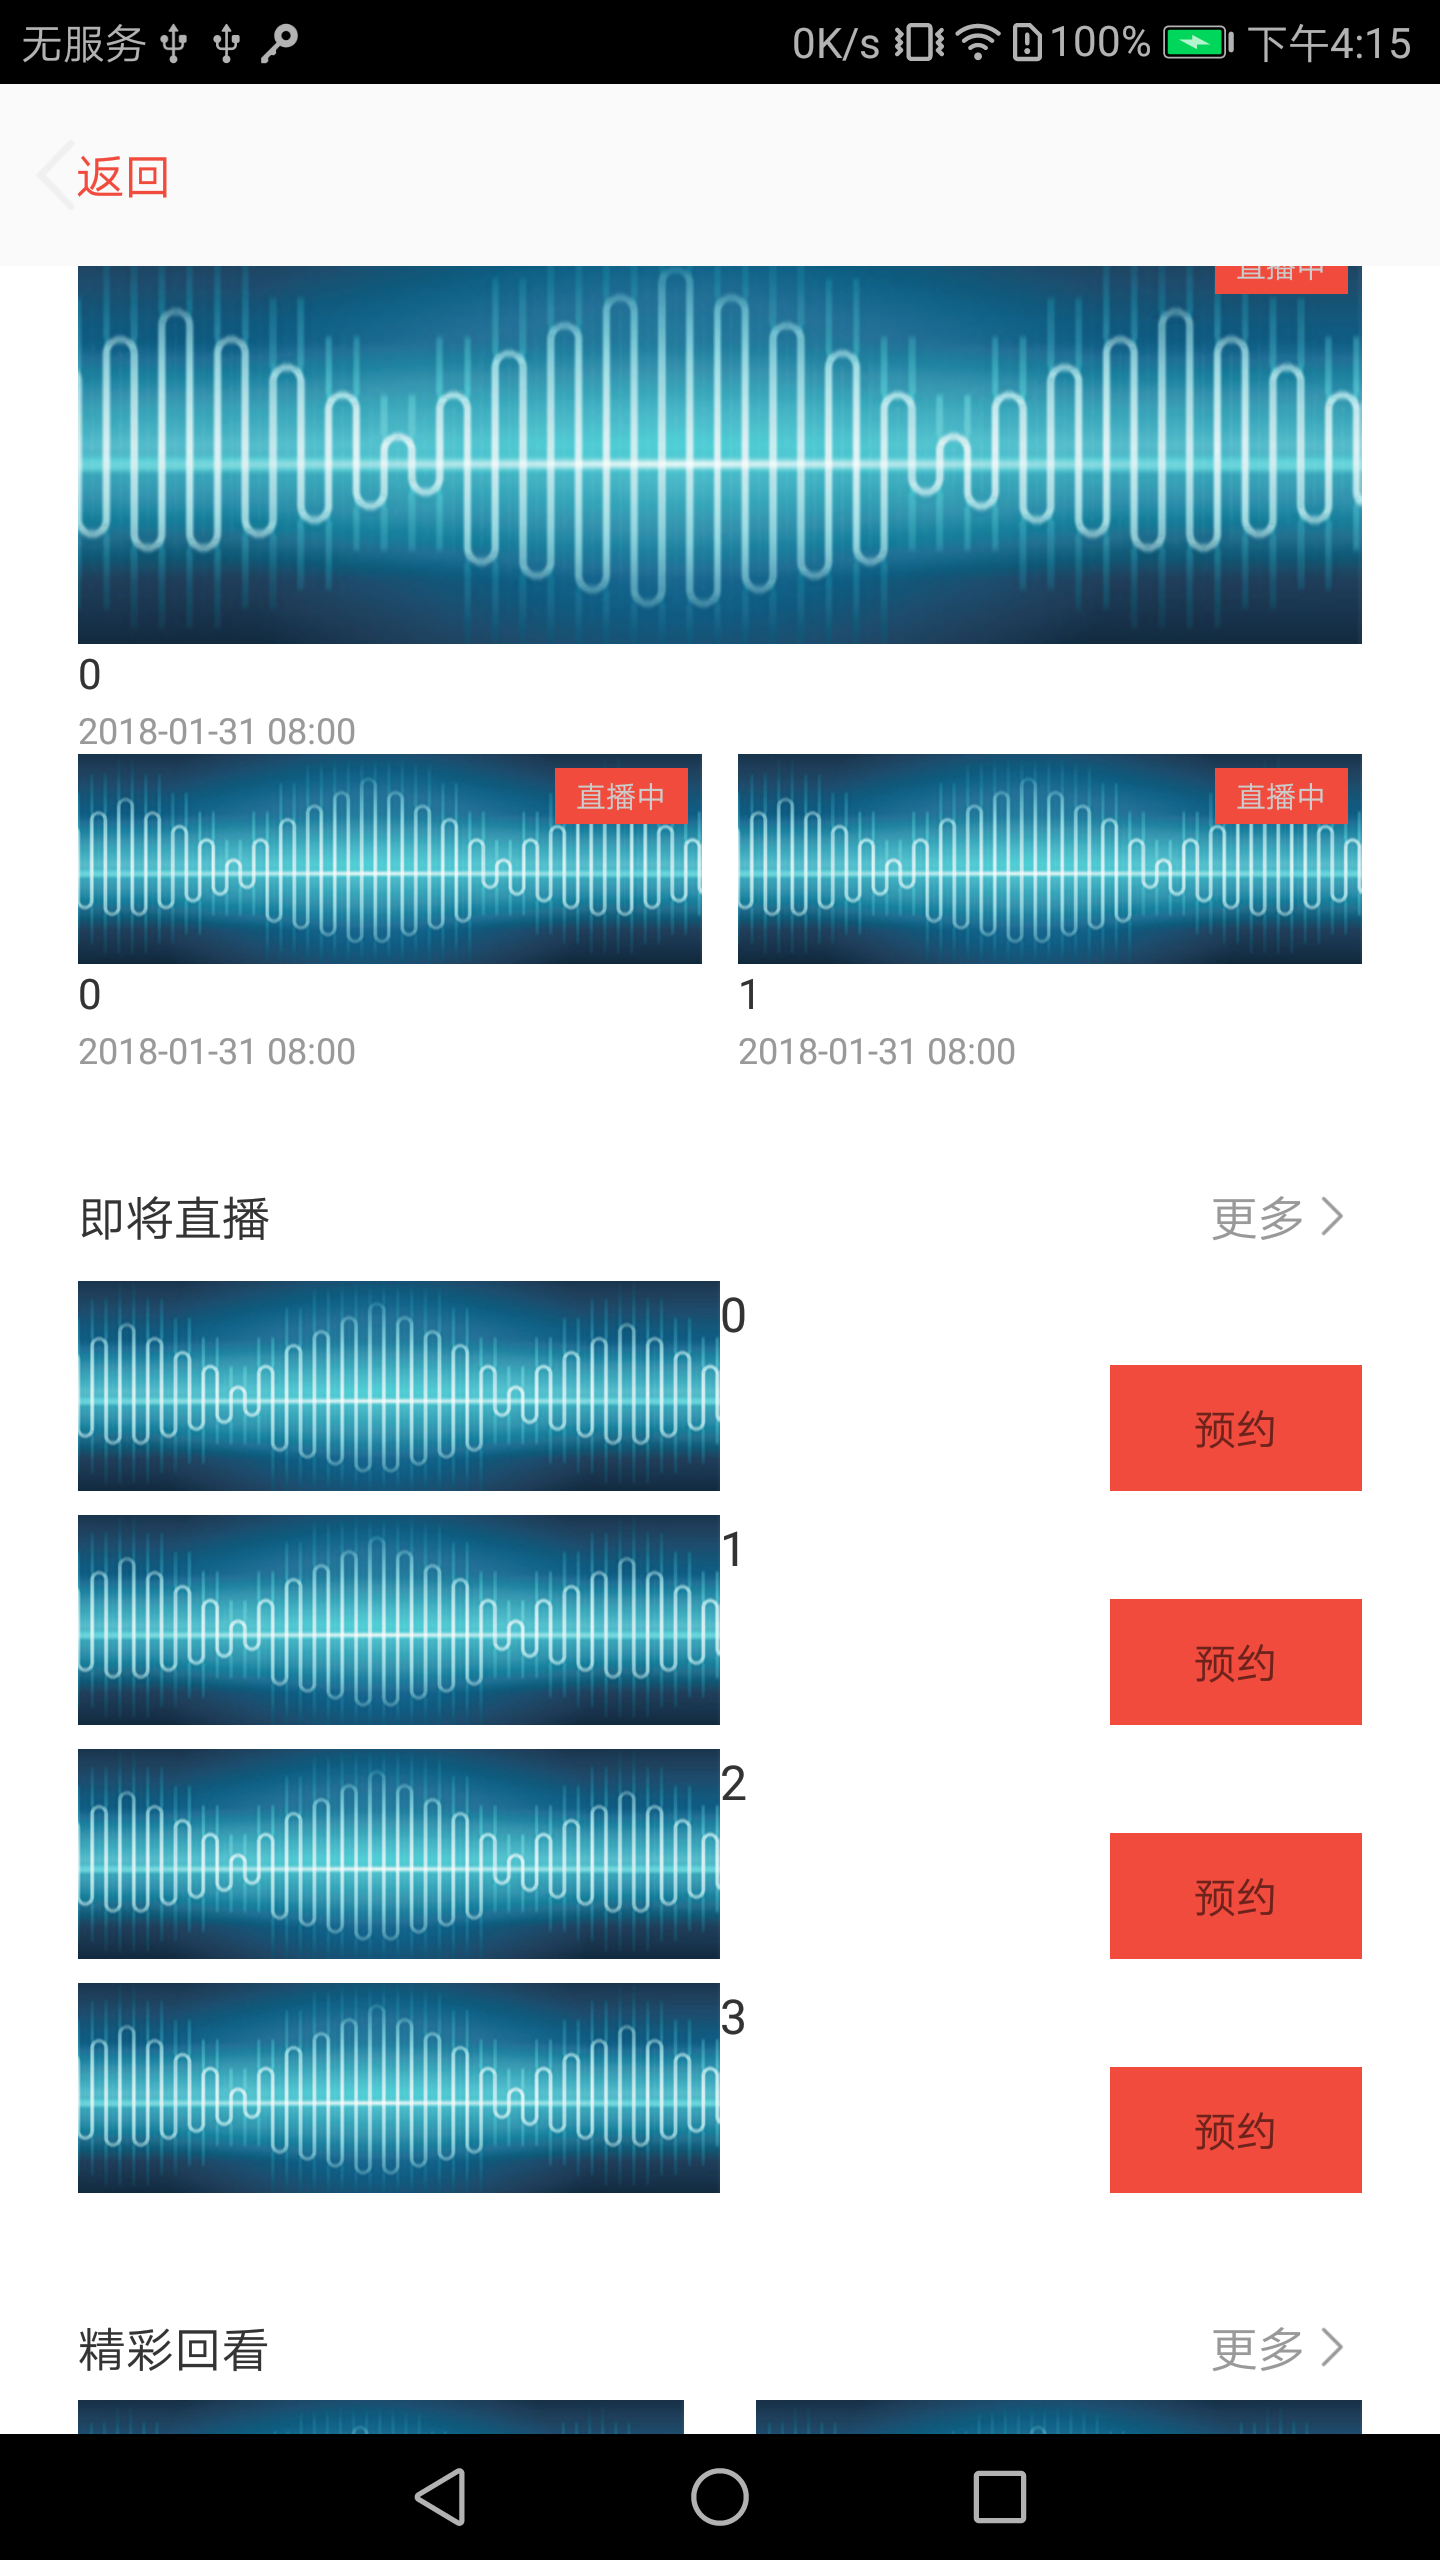 无服务 0K/s 100% 下午4:15
返回
直播中
0
2018-01-31 08:00
直播中 直播中
0 1
2018-01-31 08:00 2018-01-31 08:00
即将直播 更多
0
预约
1
预约
2
预约
3
预约
精彩回看 更多